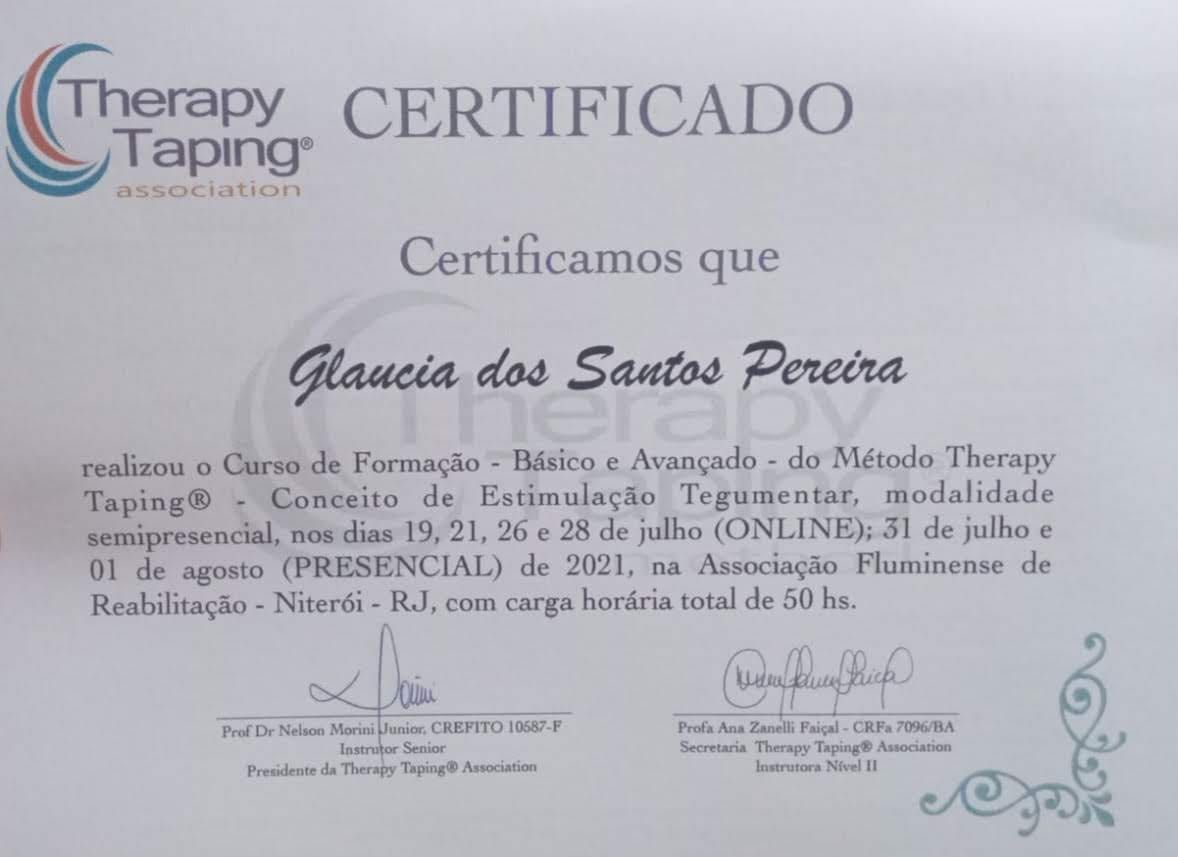 Therapy
Taping®
association
CERTIFICADO
Certificamos que
Glaucia dos Santos Pereira
realizou o Curso de Formação - Básico e Avançado - do Método Therapy
Taping® - Conceito de Estimulação Tegumentar, modalidade
semipresencial, nos dias 19, 21, 26 e 28 de julho (ONLINE); 31 de julho e
01 de agosto (PRESENCIAL) de 2021, na Associação Fluminense de
Reabilitação - Niterói - RJ, com carga horária total de 50 hs.
Prof Dr Nelson Morini Junior, CREFITO 10687-F
Instrutor Senior
Presidente da Therapy Taping® Association
Profa Ana Zanelli Faiçal - CRFa 7096/BA
Secretaria Therapy Taping® Association
Instrutora Nível II